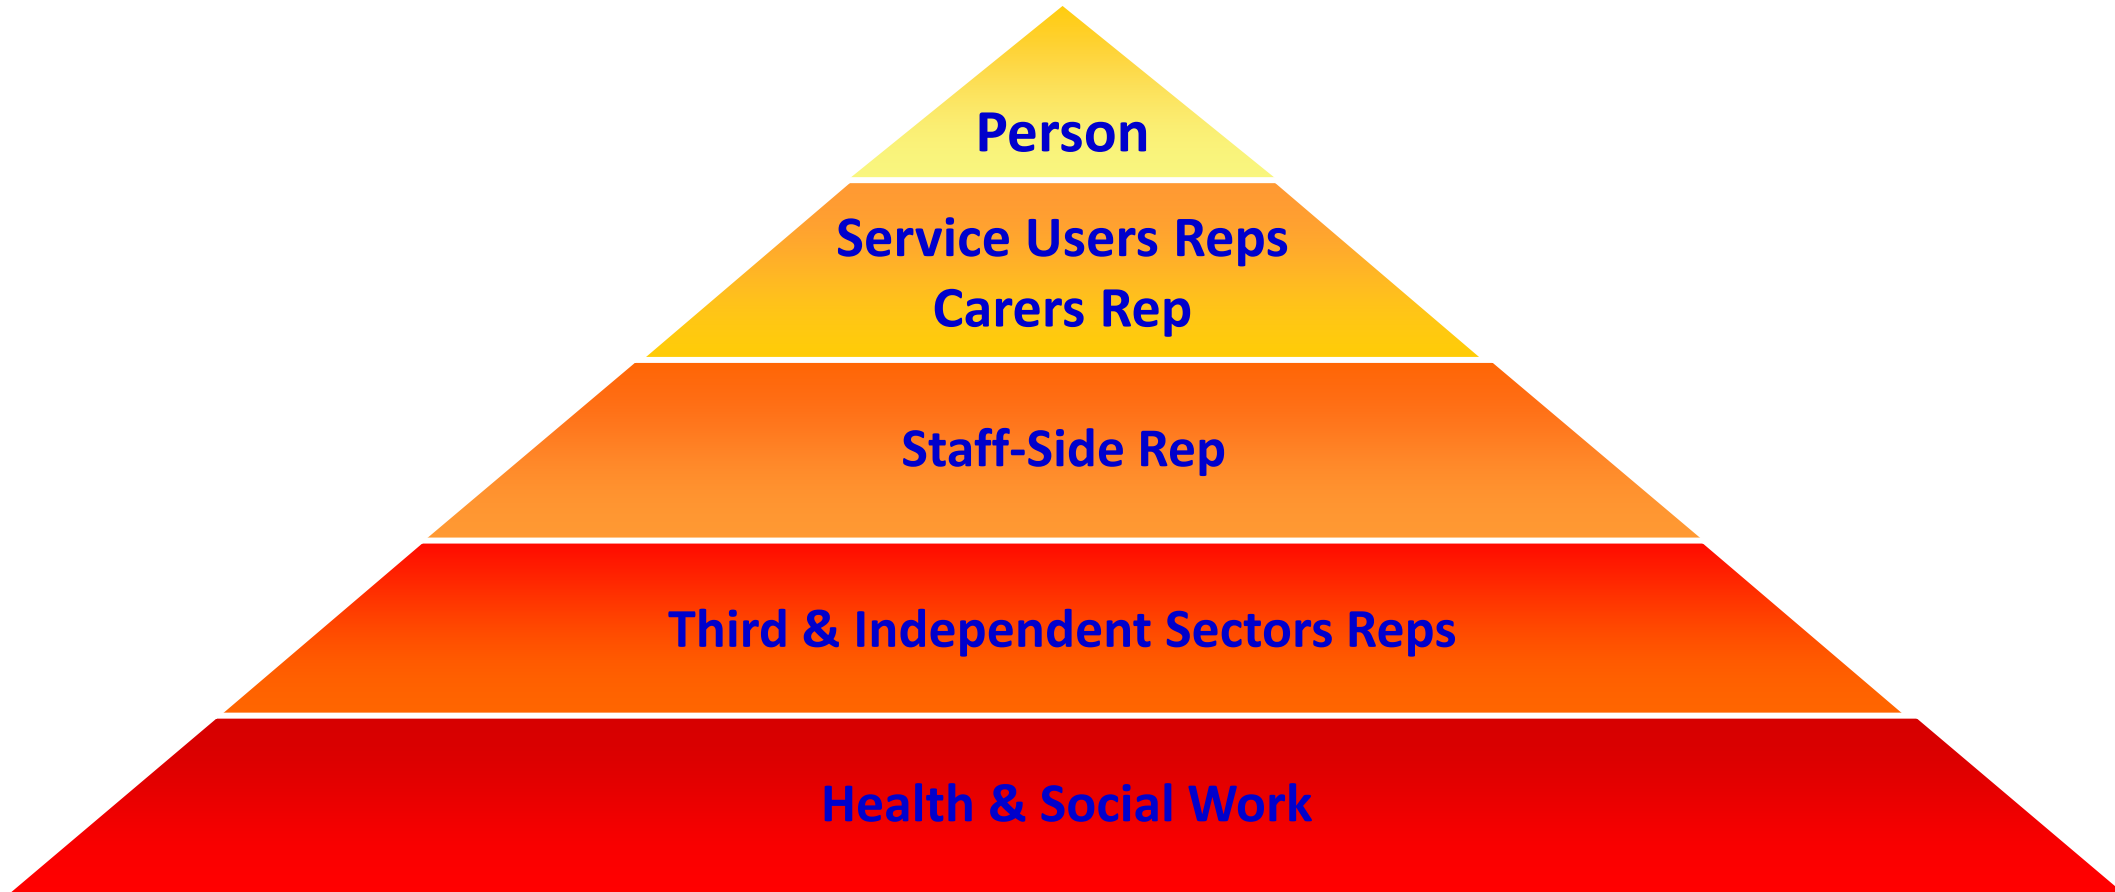 Person
Service Users Reps
Carers Rep
Staff-Side Rep
Third & Independent Sectors Reps
Health & Social Work